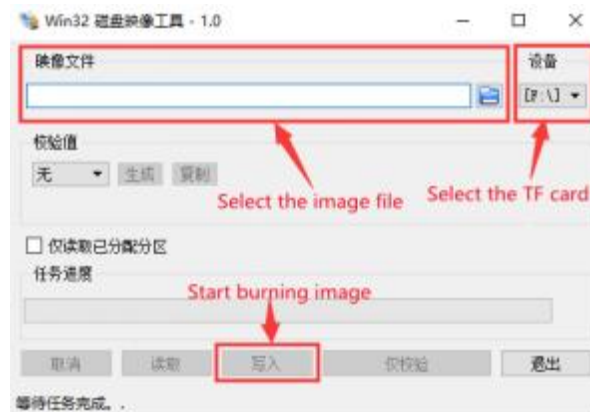 Win32 磁盘映像工具 - 1.0
映像文件
设备
[F:\]
校验值
无
生成
复制
Select the image file
Select the TF card
仅读取已分配分区
任务进度
Start burning image
取消
读取
写入
仅校验
退出
等待任务完成。.